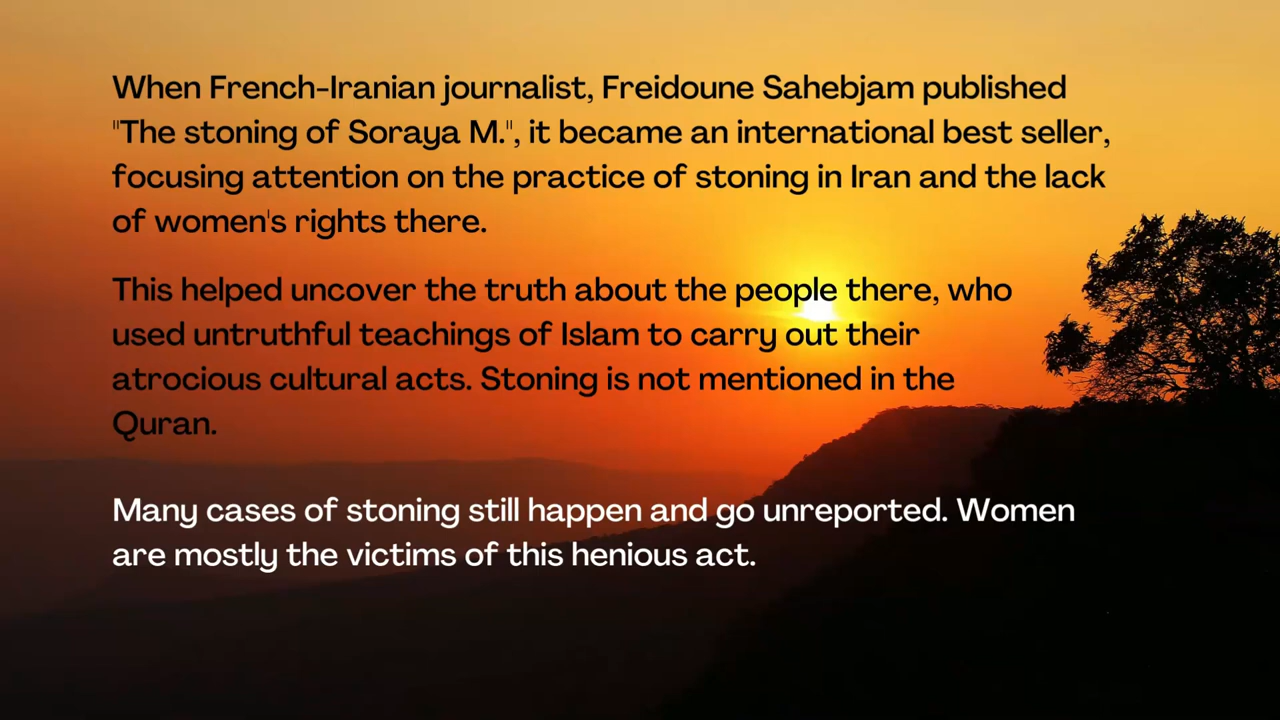 When French-Iranian journalist, Freidoune Sahebjam published
"The stoning of Soraya M.", it became an international best seller,
focusing attention on the practice of stoning in Iran and the lack
of women's rights there.
This helped uncover the truth about the people there, who
used untruthful teachings of Islam to carry out their
atrocious cultural acts. Stoning is not mentioned in the
Quran.
Many cases of stoning still happen and go unreported. Women
are mostly the victims of this henious act.